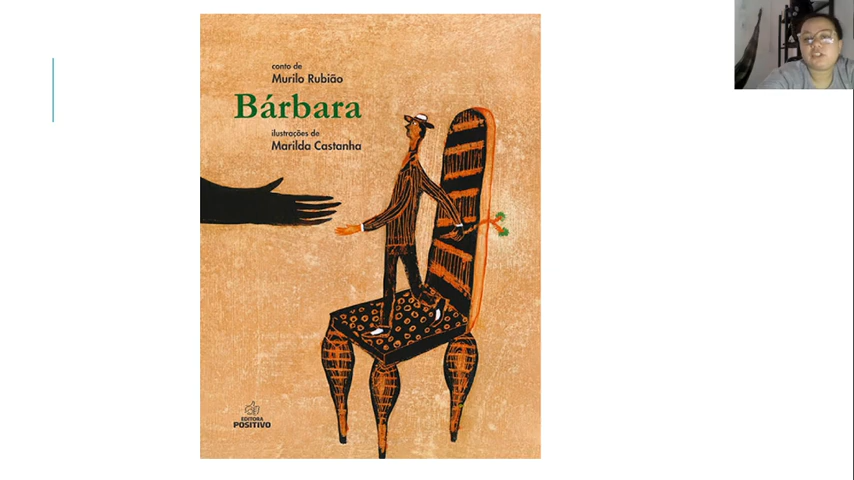 conto de
Murilo Rubião
Bárbara
ilustrações de
Marilda Castanha
EDITORA
POSITIVO